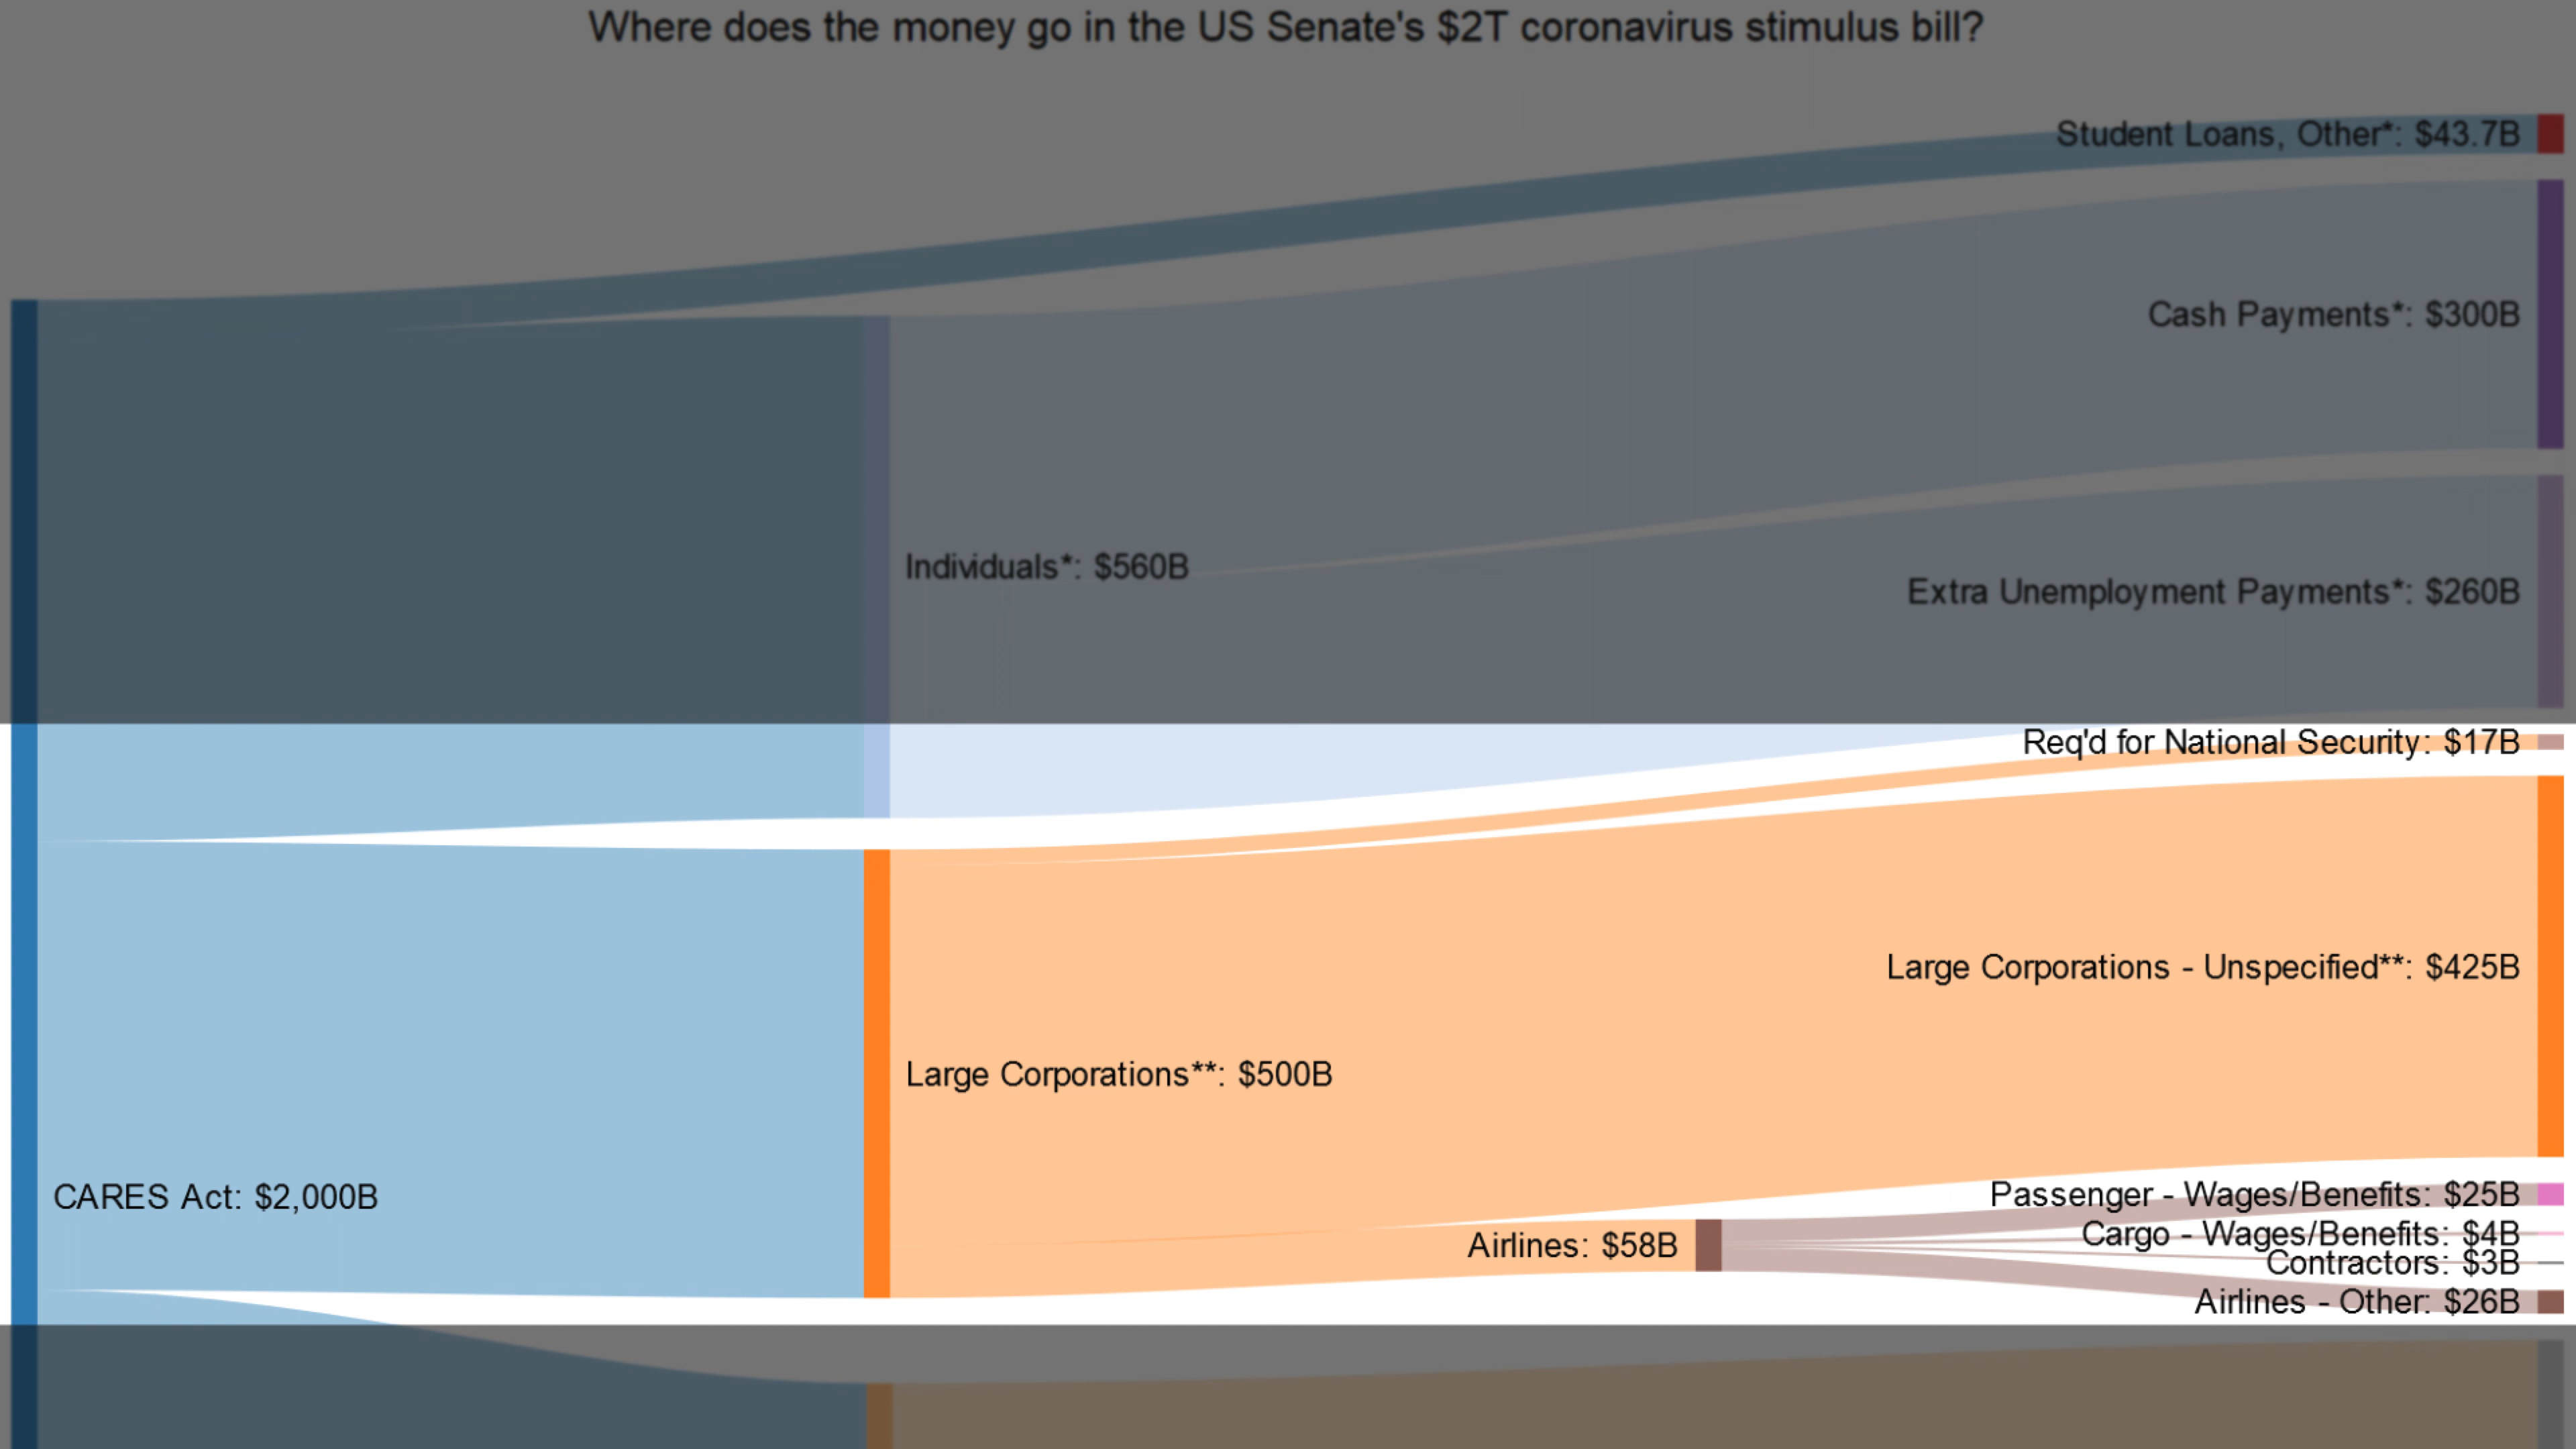 Where does the money go in the US Senate's $2T coronavirus stimulus bill?
Student Loans, Other*: $43.7B
Cash Payments*: $300B
Individuals*: $560B
Extra Unemployment Payments*: $260B
Req'd for National Security: $17B
Large Corporations - Unspecified**: $425B
Large Corporations**: $500B
CARES Act: $2,000B
Passenger - Wages/Benefits: $25B
Cargo - Wages/Benefits: $4B
Airlines: $58B
Contractors: $3B
Airlines - Other: $26B